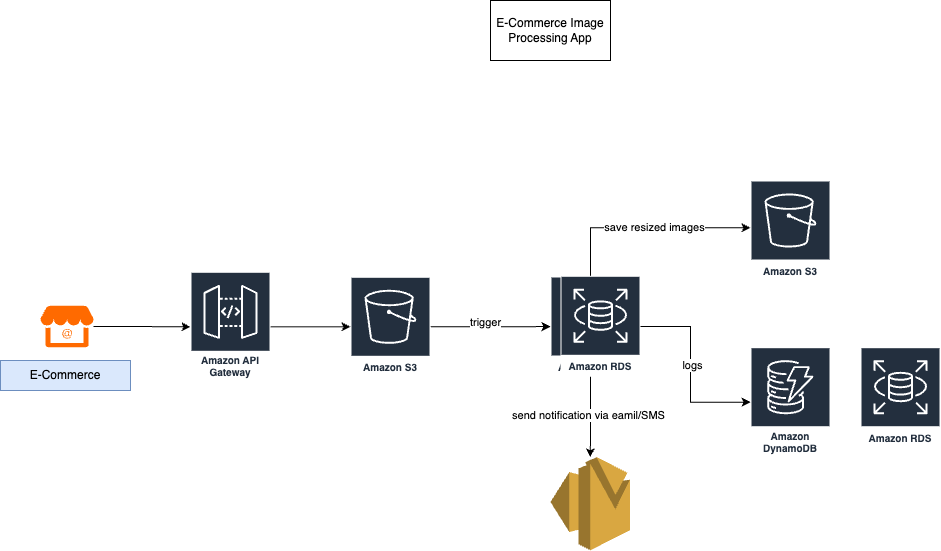 E-Commerce Image
Processing App
save resized images
Amazon S3
@
E-Commerce
</>
Amazon API
Gateway
Amazon S3
trigger
Amazon RDS
logs
send notification via eamil/SMS
Amazon
DynamoDB
Amazon RDS